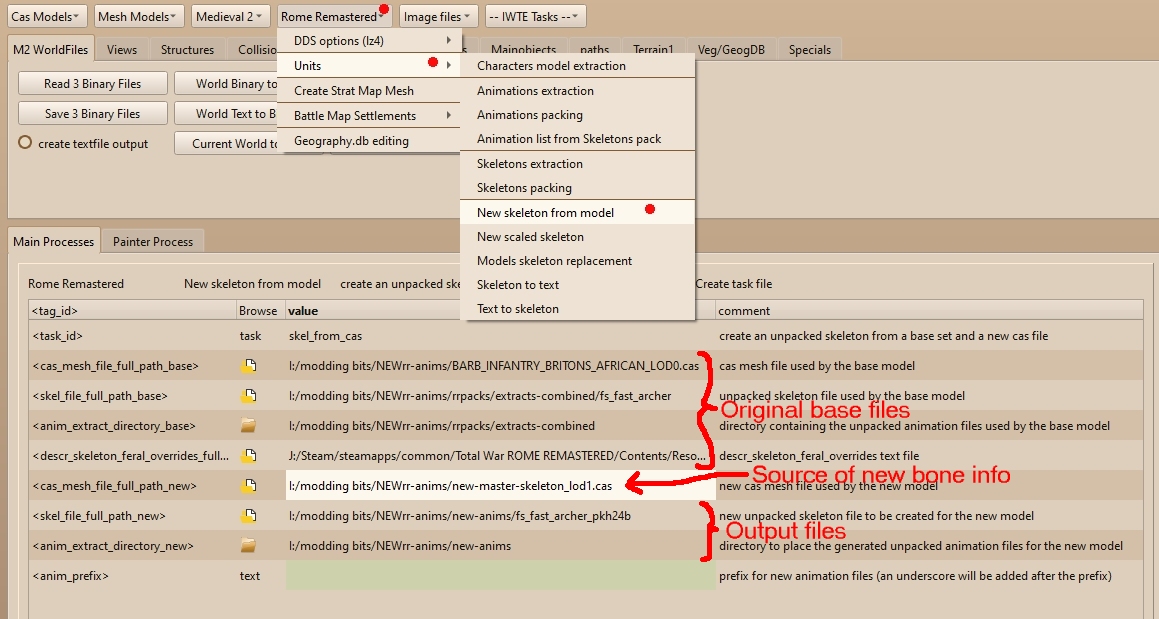 Cas Models Mesh Models Medieval 2 Rome Remastered Image files -- IWTE Tasks --
M2 WorldFiles Views Structures Collisio s Mainobjects paths Terrain1 Veg/GeogDB Specials
DDS options (lz4)
Units
Create Strat Map Mesh
Battle Map Settlements
Geography.db editing
Characters model extraction
Animations extraction
Animations packing
Animation list from Skeletons pack
Skeletons extraction
Skeletons packing
New skeleton from model
New scaled skeleton
Models skeleton replacement
Skeleton to text
Text to skeleton
Read 3 Binary Files World Binary to
Save 3 Binary Files World Text to B
create textfile output Current World to
Main Processes Painter Process
Rome Remastered New skeleton from model create an unpacked ske Create task file
<tag_id> Browse value comment
<task_id> task skel_from_cas create an unpacked skeleton from a base set and a new cas file
<cas_mesh_file_full_path_base> I:/modding bits/NEWrr-anims/BARB_INFANTRY_BRITONS_AFRICAN_LOD0.cas cas mesh file used by the base model
<skel_file_full_path_base> I:/modding bits/NEWrr-anims/rrpacks/extracts-combined/fs_fast_archer unpacked skeleton file used by the base model
Original base files
<anim_extract_directory_base> I:/modding bits/NEWrr-anims/rrpacks/extracts-combined directory containing the unpacked animation files used by the base model
<descr_skeleton_feral_overrides_full... J:/Steam/steamapps/common/Total War ROME REMASTERED/Contents/Reso... descr_skeleton_feral_overrides text file
Source of new bone info
<cas_mesh_file_full_path_new> I:/modding bits/NEWrr-anims/new-master-skeleton_lod1.cas new cas mesh file used by the new model
<skel_file_full_path_new> I:/modding bits/NEWrr-anims/new-anims/fs_fast_archer_pkh24b new unpacked skeleton file to be created for the new model
Output files
<anim_extract_directory_new> I:/modding bits/NEWrr-anims/new-anims directory to place the generated unpacked animation files for the new model
<anim_prefix> text prefix for new animation files (an underscore will be added after the prefix)